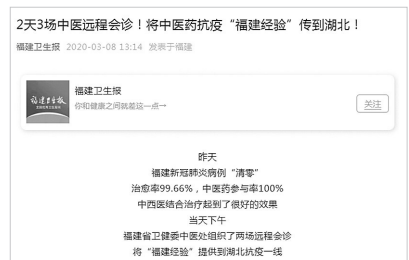 2天3场中医远程会诊！将中医药抗疫“福建经验”传到湖北！
福建卫生报 2020-03-08 13:14 发表于福建
福建卫生报
福建卫生报
你和健康之间就差这一点→
关注
昨天
福建新冠肺炎病例“清零”
治愈率99.66%，中医药参与率100%
中西医结合治疗起到了很好的效果
当天下午
福建省卫健委中医处组织了两场远程会诊
将“福建经验”提供到湖北抗疫一线